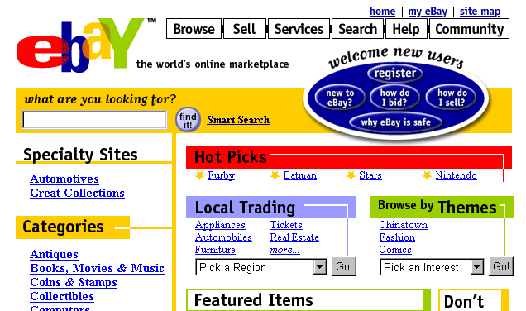 home | my eBay | site map
ebaY™
Browse Sell Services Search Help Community
the world's online marketplace
welcome new users
register
new to eBay?
how do I bid?
how do I sell?
why eBay is safe
what are you looking for?
find it!
Smart Search
Specialty Sites
Automotives
Great Collections
Categories
Antiques
Books, Movies & Music
Coins & Stamps
Collectibles
Computers
Hot Picks
Furby Batman Stars Nintendo
Local Trading
Appliances Tickets
Automobiles Real Estate
Furniture more...
Pick a Region Go!
Browse by Themes
Chinatown
Fashion
Comics
Pick an Interest Go!
Featured Items
Don't